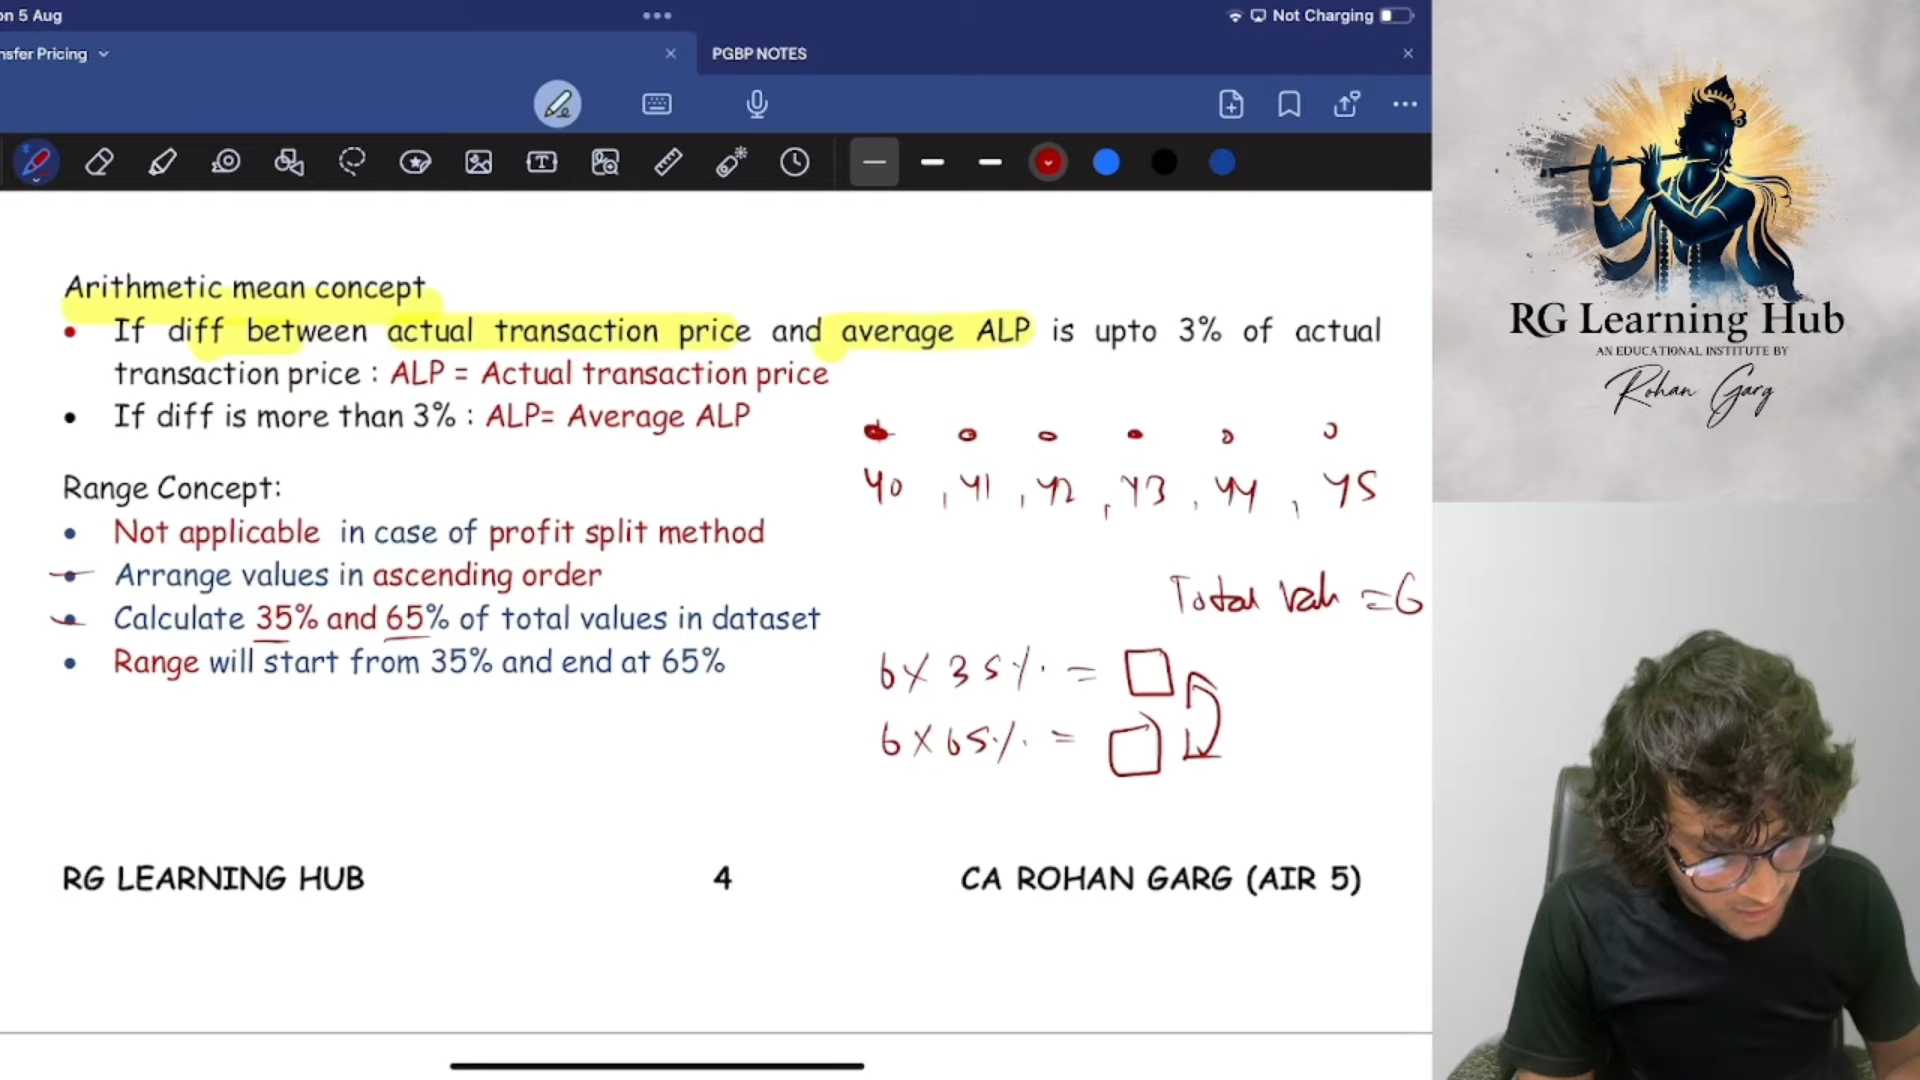 on 5 Aug
Not Charging
nsfer Pricing
PGBP NOTES
Arithmetic mean concept
• If diff between actual transaction price and average ALP is upto 3% of actual
transaction price : ALP = Actual transaction price
• If diff is more than 3% : ALP= Average ALP
40 , 41 , 42 , 43 , 44 , 45
Range Concept:
• Not applicable in case of profit split method
• Arrange values in ascending order
• Calculate 35% and 65% of total values in dataset
• Range will start from 35% and end at 65%
Total = 6
6 X 35% =
6 X 65% =
RG LEARNING HUB
4
CA ROHAN GARG (AIR 5)
RG Learning Hub
AN EDUCATIONAL INSTITUTE BY
Rohan Garg